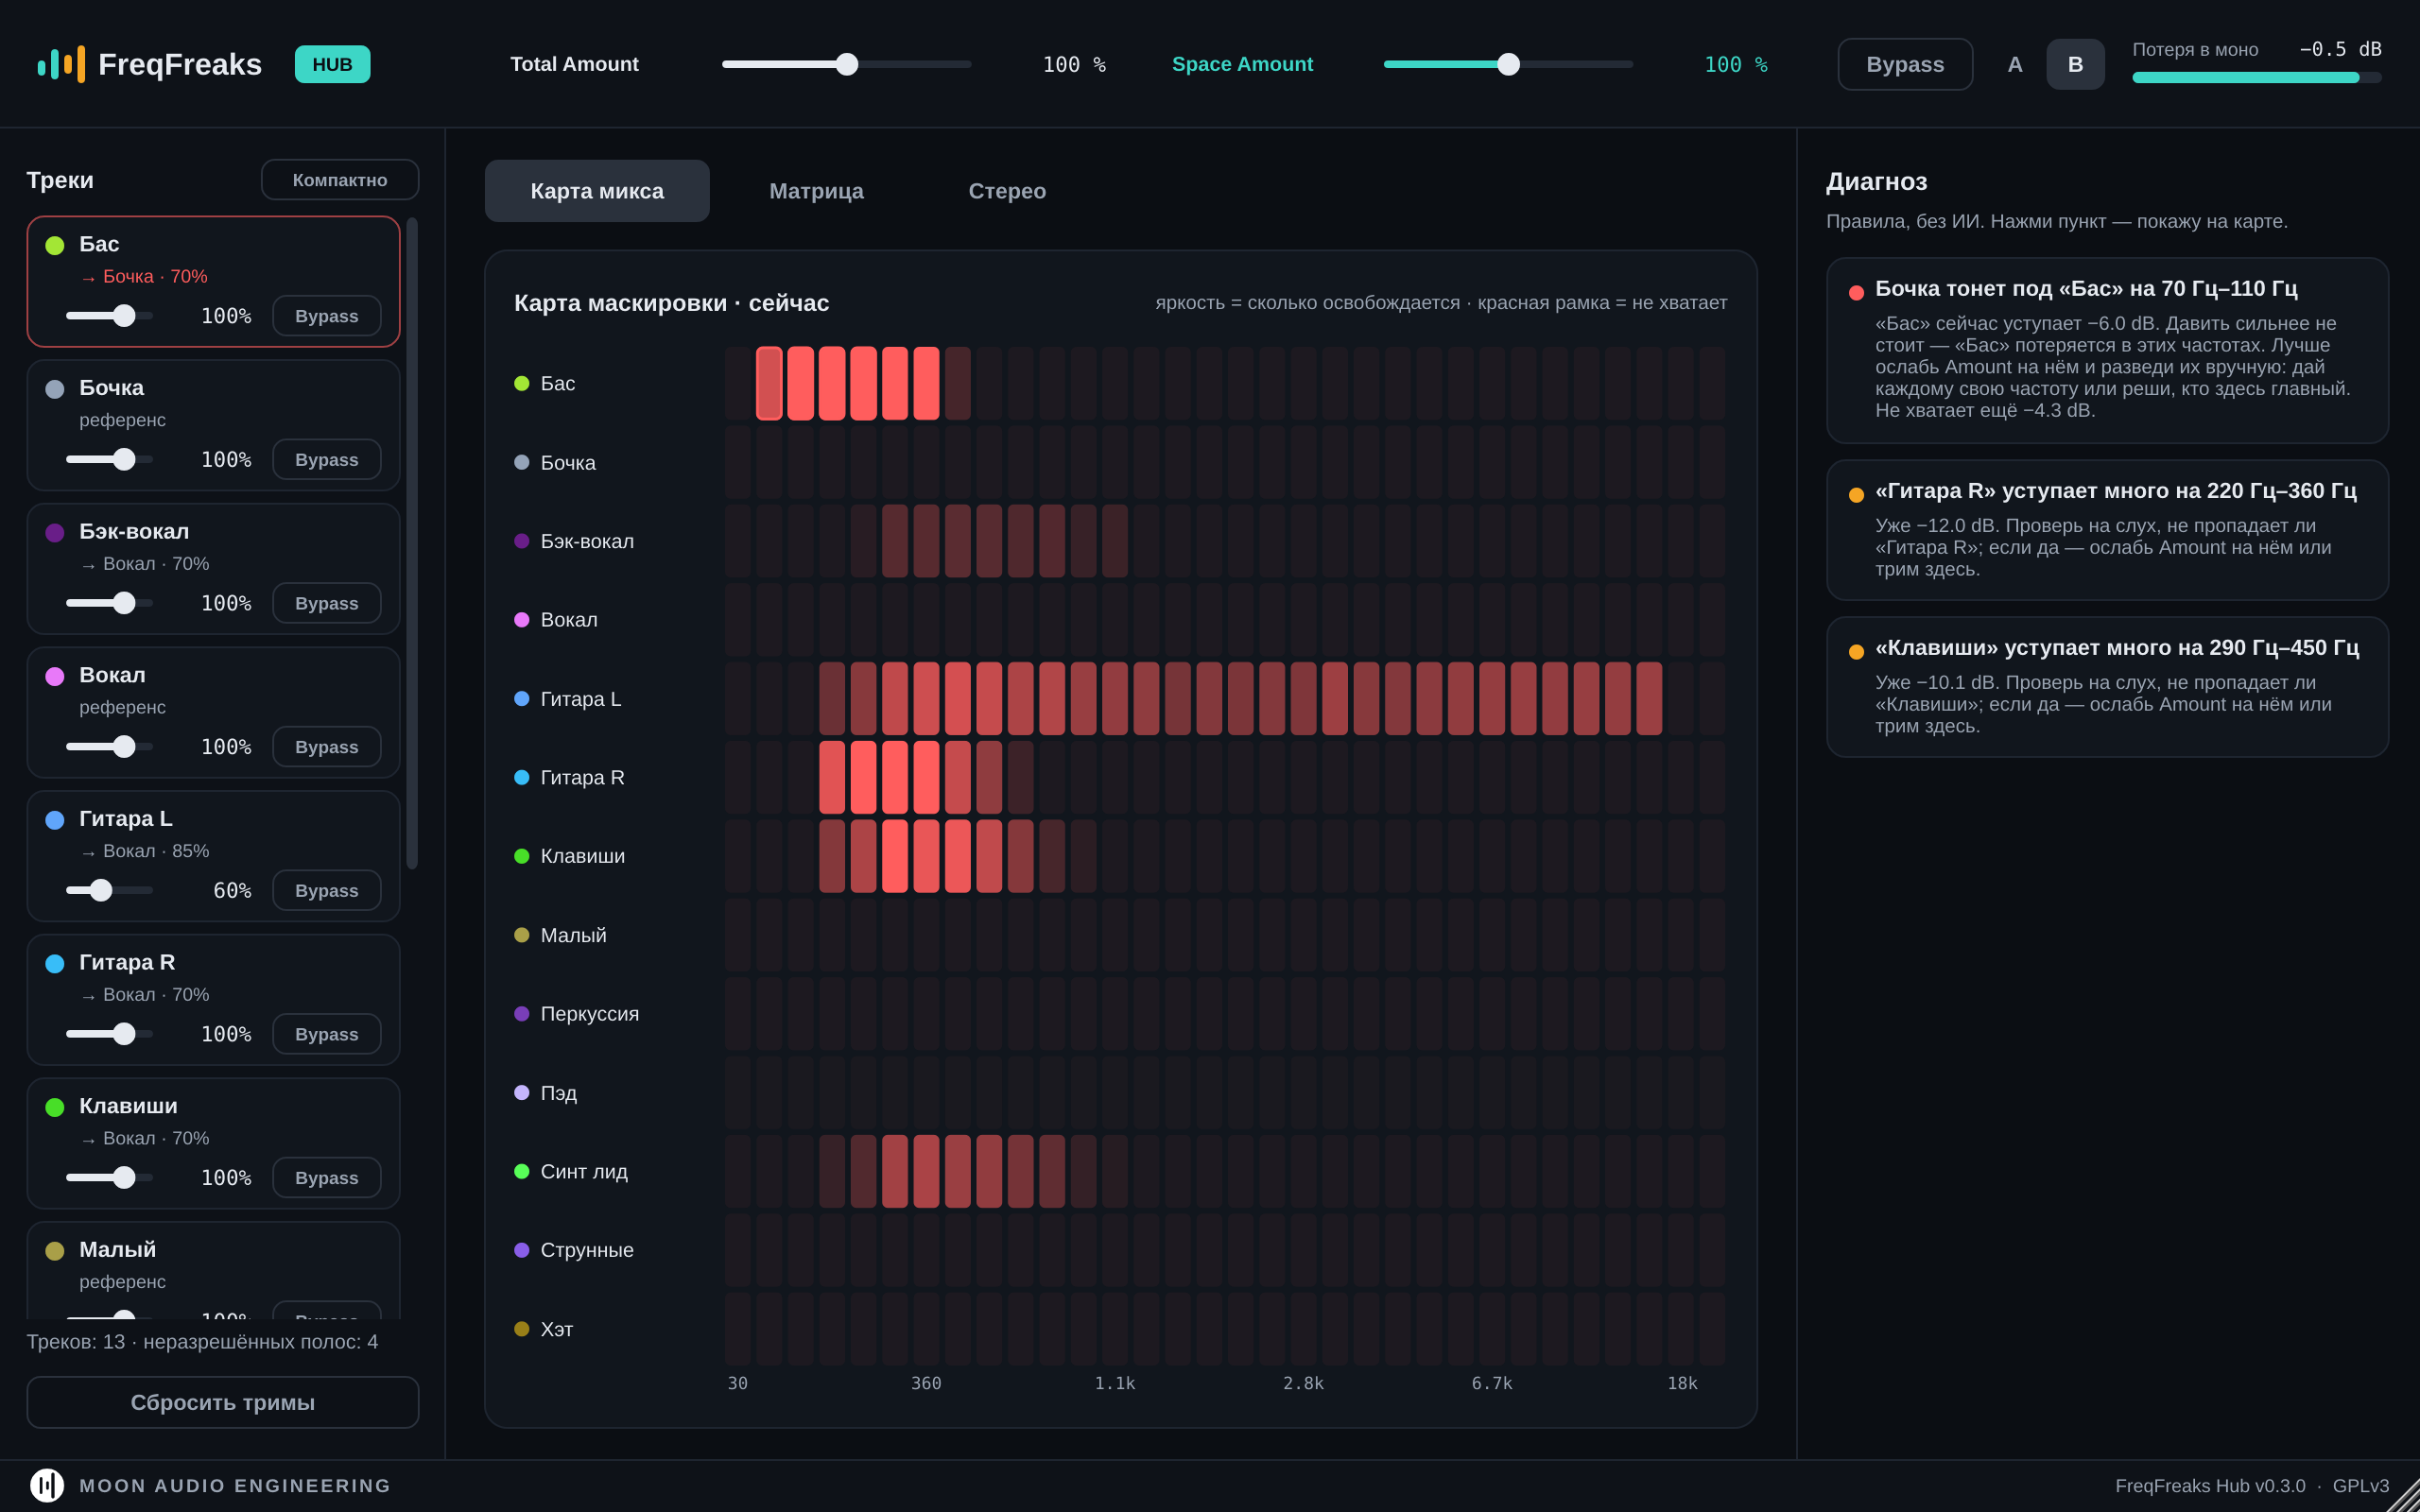 FreqFreaks
HUB
Total Amount
100 %
Space Amount
100 %
Bypass
A
B
Потеря в моно
−0.5 dB
Треки
Компактно
Бас
→ Бочка · 70%
100%
Bypass
Бочка
референс
100%
Bypass
Бэк-вокал
→ Вокал · 70%
100%
Bypass
Вокал
референс
100%
Bypass
Гитара L
→ Вокал · 85%
60%
Bypass
Гитара R
→ Вокал · 70%
100%
Bypass
Клавиши
→ Вокал · 70%
100%
Bypass
Малый
референс
100%
Bypass
Треков: 13 · неразрешённых полос: 4
Сбросить тримы
Карта микса
Матрица
Стерео
Карта маскировки · сейчас
яркость = сколько освобождается · красная рамка = не хватает
Бас
Бочка
Бэк-вокал
Вокал
Гитара L
Гитара R
Клавиши
Малый
Перкуссия
Пэд
Синт лид
Струнные
Хэт
30
360
1.1k
2.8k
6.7k
18k
Диагноз
Правила, без ИИ. Нажми пункт — покажу на карте.
Бочка тонет под «Бас» на 70 Гц–110 Гц
«Бас» сейчас уступает −6.0 dB. Давить сильнее не
стоит — «Бас» потеряется в этих частотах. Лучше
ослабь Amount на нём и разведи их вручную: дай
каждому свою частоту или реши, кто здесь главный.
Не хватает ещё −4.3 dB.
«Гитара R» уступает много на 220 Гц–360 Гц
Уже −12.0 dB. Проверь на слух, не пропадает ли
«Гитара R»; если да — ослабь Amount на нём или
трим здесь.
«Клавиши» уступает много на 290 Гц–450 Гц
Уже −10.1 dB. Проверь на слух, не пропадает ли
«Клавиши»; если да — ослабь Amount на нём или
трим здесь.
MOON AUDIO ENGINEERING
FreqFreaks Hub v0.3.0 · GPLv3